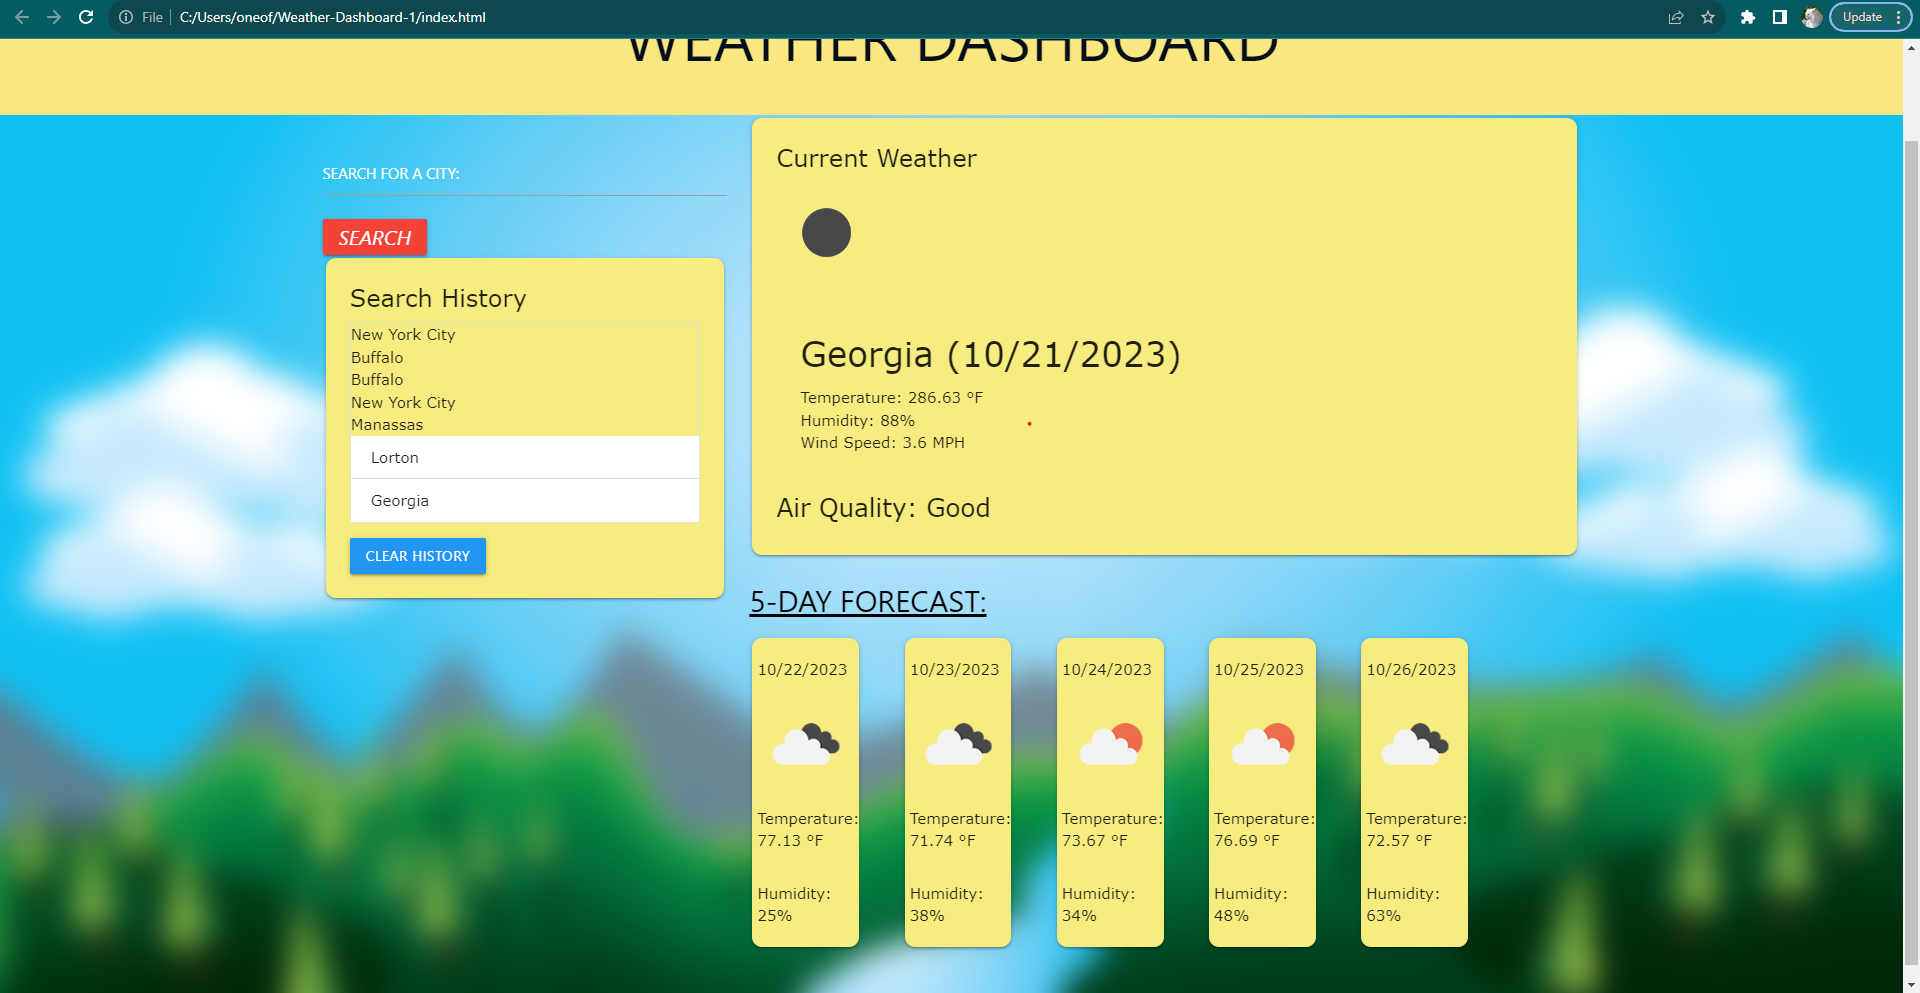 File
C:/Users/oneof/Weather-Dashboard-1/index.html
Update
WEATHER DASHBOARD
SEARCH FOR A CITY:
SEARCH
Search History
New York City
Buffalo
Buffalo
New York City
Manassas
Lorton
Georgia
CLEAR HISTORY
Current Weather
Georgia (10/21/2023)
Temperature: 286.63 °F
Humidity: 88%
Wind Speed: 3.6 MPH
Air Quality: Good
5-DAY FORECAST:
10/22/2023
Temperature:
77.13 °F
Humidity:
25%
10/23/2023
Temperature:
71.74 °F
Humidity:
38%
10/24/2023
Temperature:
73.67 °F
Humidity:
34%
10/25/2023
Temperature:
76.69 °F
Humidity:
48%
10/26/2023
Temperature:
72.57 °F
Humidity:
63%